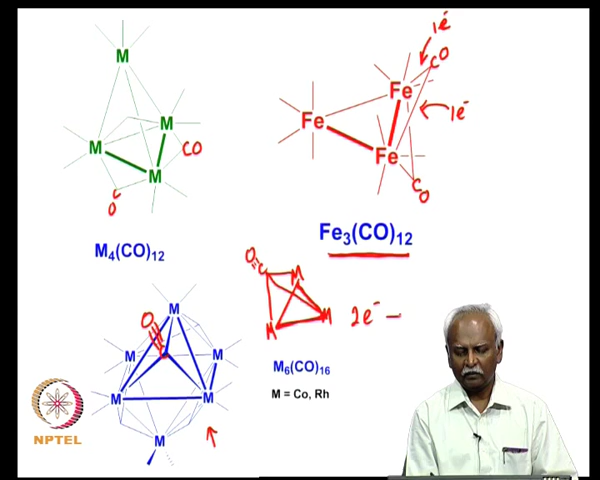 M
M
M
M
CO
C
O
M4(CO)12
Fe
Fe
Fe
CO
CO
1e-
1e-
Fe3(CO)12
M
M
M
M
M
M
O
O
C
M
M
M
2e- –
M6(CO)16
M = Co, Rh
NPTEL